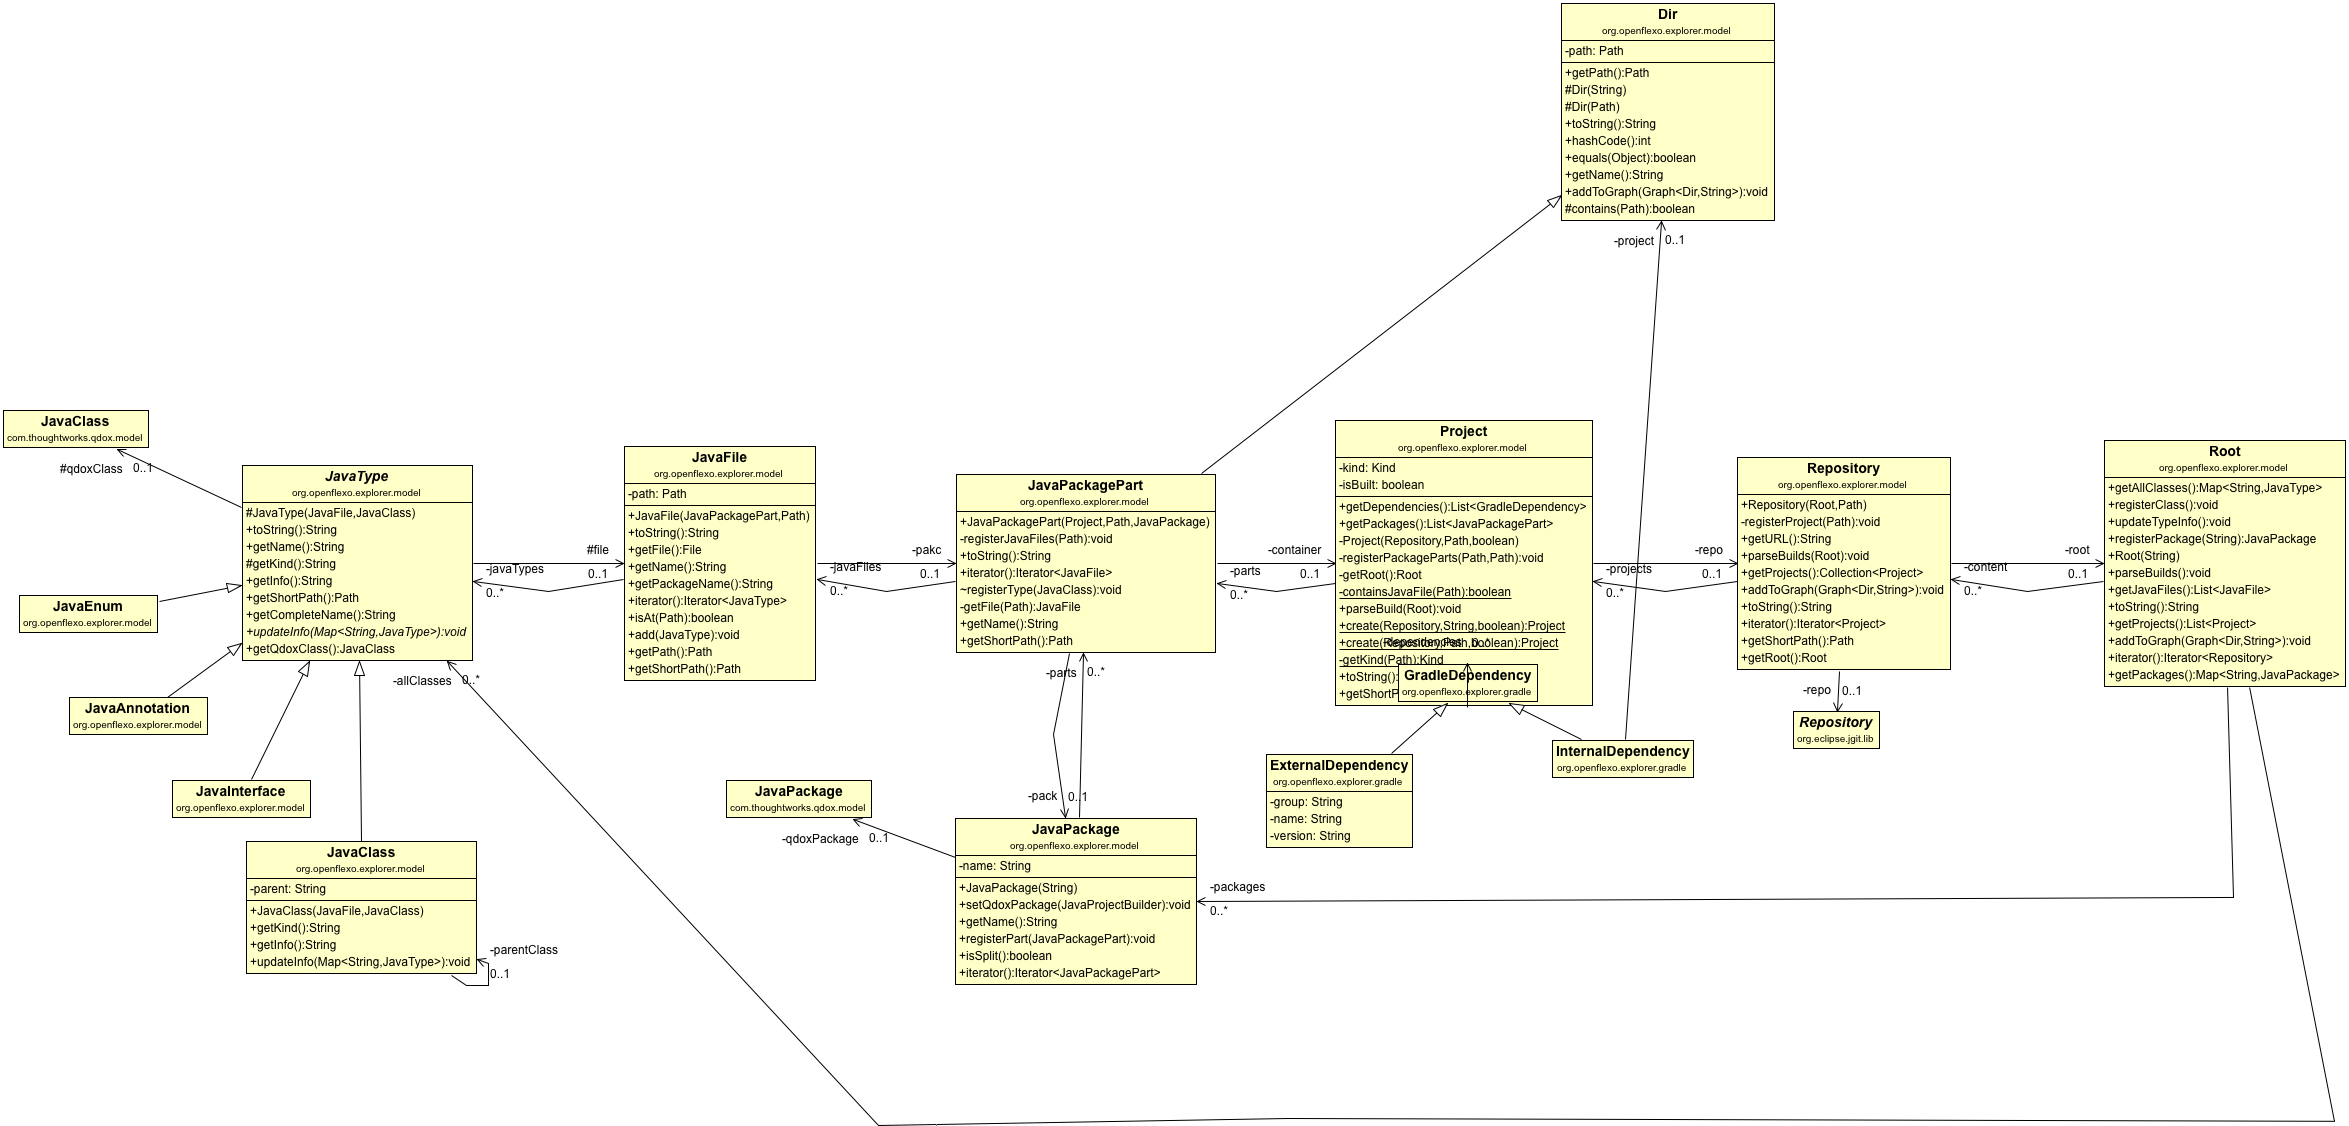 Dir
org.openflexo.explorer.model
-path: Path
+getPath():Path
#Dir(String)
#Dir(Path)
+toString():String
+hashCode():int
+equals(Object):boolean
+getName():String
+addToGraph(Graph<Dir,String>):void
#contains(Path):boolean
-project 0..1
JavaClass
com.thoughtworks.qdox.model
#qdoxClass 0..1
JavaType
org.openflexo.explorer.model
#JavaType(JavaFile,JavaClass)
+toString():String
+getName():String
#getKind():String
+getInfo():String
+getShortPath():Path
+getCompleteName():String
+updateInfo(Map<String,JavaType>):void
+getQdoxClass():JavaClass
#file
0..1
-javaTypes
0..*
JavaFile
org.openflexo.explorer.model
-path: Path
+JavaFile(JavaPackagePart,Path)
+toString():String
+getFile():File
+getName():String
+getPackageName():String
+iterator():Iterator<JavaType>
+isAt(Path):boolean
+add(JavaType):void
+getPath():Path
+getShortPath():Path
-pakc
0..1
-javaFiles
0..*
JavaPackagePart
org.openflexo.explorer.model
+JavaPackagePart(Project,Path,JavaPackage)
-registerJavaFiles(Path):void
+toString():String
+iterator():Iterator<JavaFile>
~registerType(JavaClass):void
-getFile(Path):JavaFile
+getName():String
+getShortPath():Path
-container
0..1
-parts
0..*
Project
org.openflexo.explorer.model
-kind: Kind
-isBuilt: boolean
+getDependencies():List<GradleDependency>
+getPackages():List<JavaPackagePart>
-Project(Repository,Path,boolean)
-registerPackageParts(Path,Path):void
-getRoot():Root
-containsJavaFile(Path):boolean
+parseBuild(Root):void
+create(Repository,String,boolean):Project
+create(Repository,Path,boolean):Project
-dependencies 0..*
-getKind(Path):Kind
+toString():
+getShortP
GradleDependency
org.openflexo.explorer.gradle
-repo
0..1
-projects
0..*
Repository
org.openflexo.explorer.model
+Repository(Root,Path)
-registerProject(Path):void
+getURL():String
+parseBuilds(Root):void
+getProjects():Collection<Project>
+addToGraph(Graph<Dir,String>):void
+toString():String
+iterator():Iterator<Project>
+getShortPath():Path
+getRoot():Root
-root
0..1
-content
0..*
Root
org.openflexo.explorer.model
+getAllClasses():Map<String,JavaType>
+registerClass():void
+updateTypeInfo():void
+registerPackage(String):JavaPackage
+Root(String)
+parseBuilds():void
+getJavaFiles():List<JavaFile>
+toString():String
+getProjects():List<Project>
+addToGraph(Graph<Dir,String>):void
+iterator():Iterator<Repository>
+getPackages():Map<String,JavaPackage>
JavaEnum
org.openflexo.explorer.model
JavaAnnotation
org.openflexo.explorer.model
-allClasses 0..*
-parts 0..*
-repo 0..1
Repository
org.eclipse.jgit.lib
JavaInterface
org.openflexo.explorer.model
JavaPackage
com.thoughtworks.qdox.model
-qdoxPackage 0..1
-pack 0..1
ExternalDependency
org.openflexo.explorer.gradle
-group: String
-name: String
-version: String
InternalDependency
org.openflexo.explorer.gradle
JavaClass
org.openflexo.explorer.model
-parent: String
+JavaClass(JavaFile,JavaClass)
+getKind():String
+getInfo():String
+updateInfo(Map<String,JavaType>):void
-parentClass
0..1
JavaPackage
org.openflexo.explorer.model
-name: String
+JavaPackage(String)
+setQdoxPackage(JavaProjectBuilder):void
+getName():String
+registerPart(JavaPackagePart):void
+isSplit():boolean
+iterator():Iterator<JavaPackagePart>
-packages
0..*